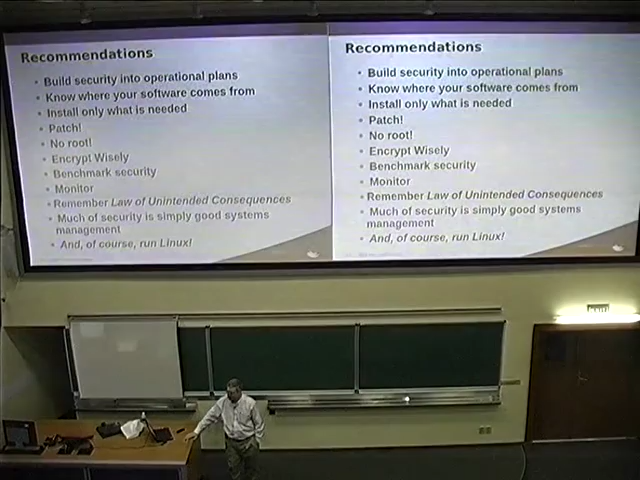 Recommendations
Build security into operational plans
Know where your software comes from
Install only what is needed
Patch!
No root!
Encrypt Wisely
Benchmark security
Monitor
Remember Law of Unintended Consequences
Much of security is simply good systems
management
And, of course, run Linux!
Recommendations
Build security into operational plans
Know where your software comes from
Install only what is needed
Patch!
No root!
Encrypt Wisely
Benchmark security
Monitor
Remember Law of Unintended Consequences
Much of security is simply good systems
management
And, of course, run Linux!